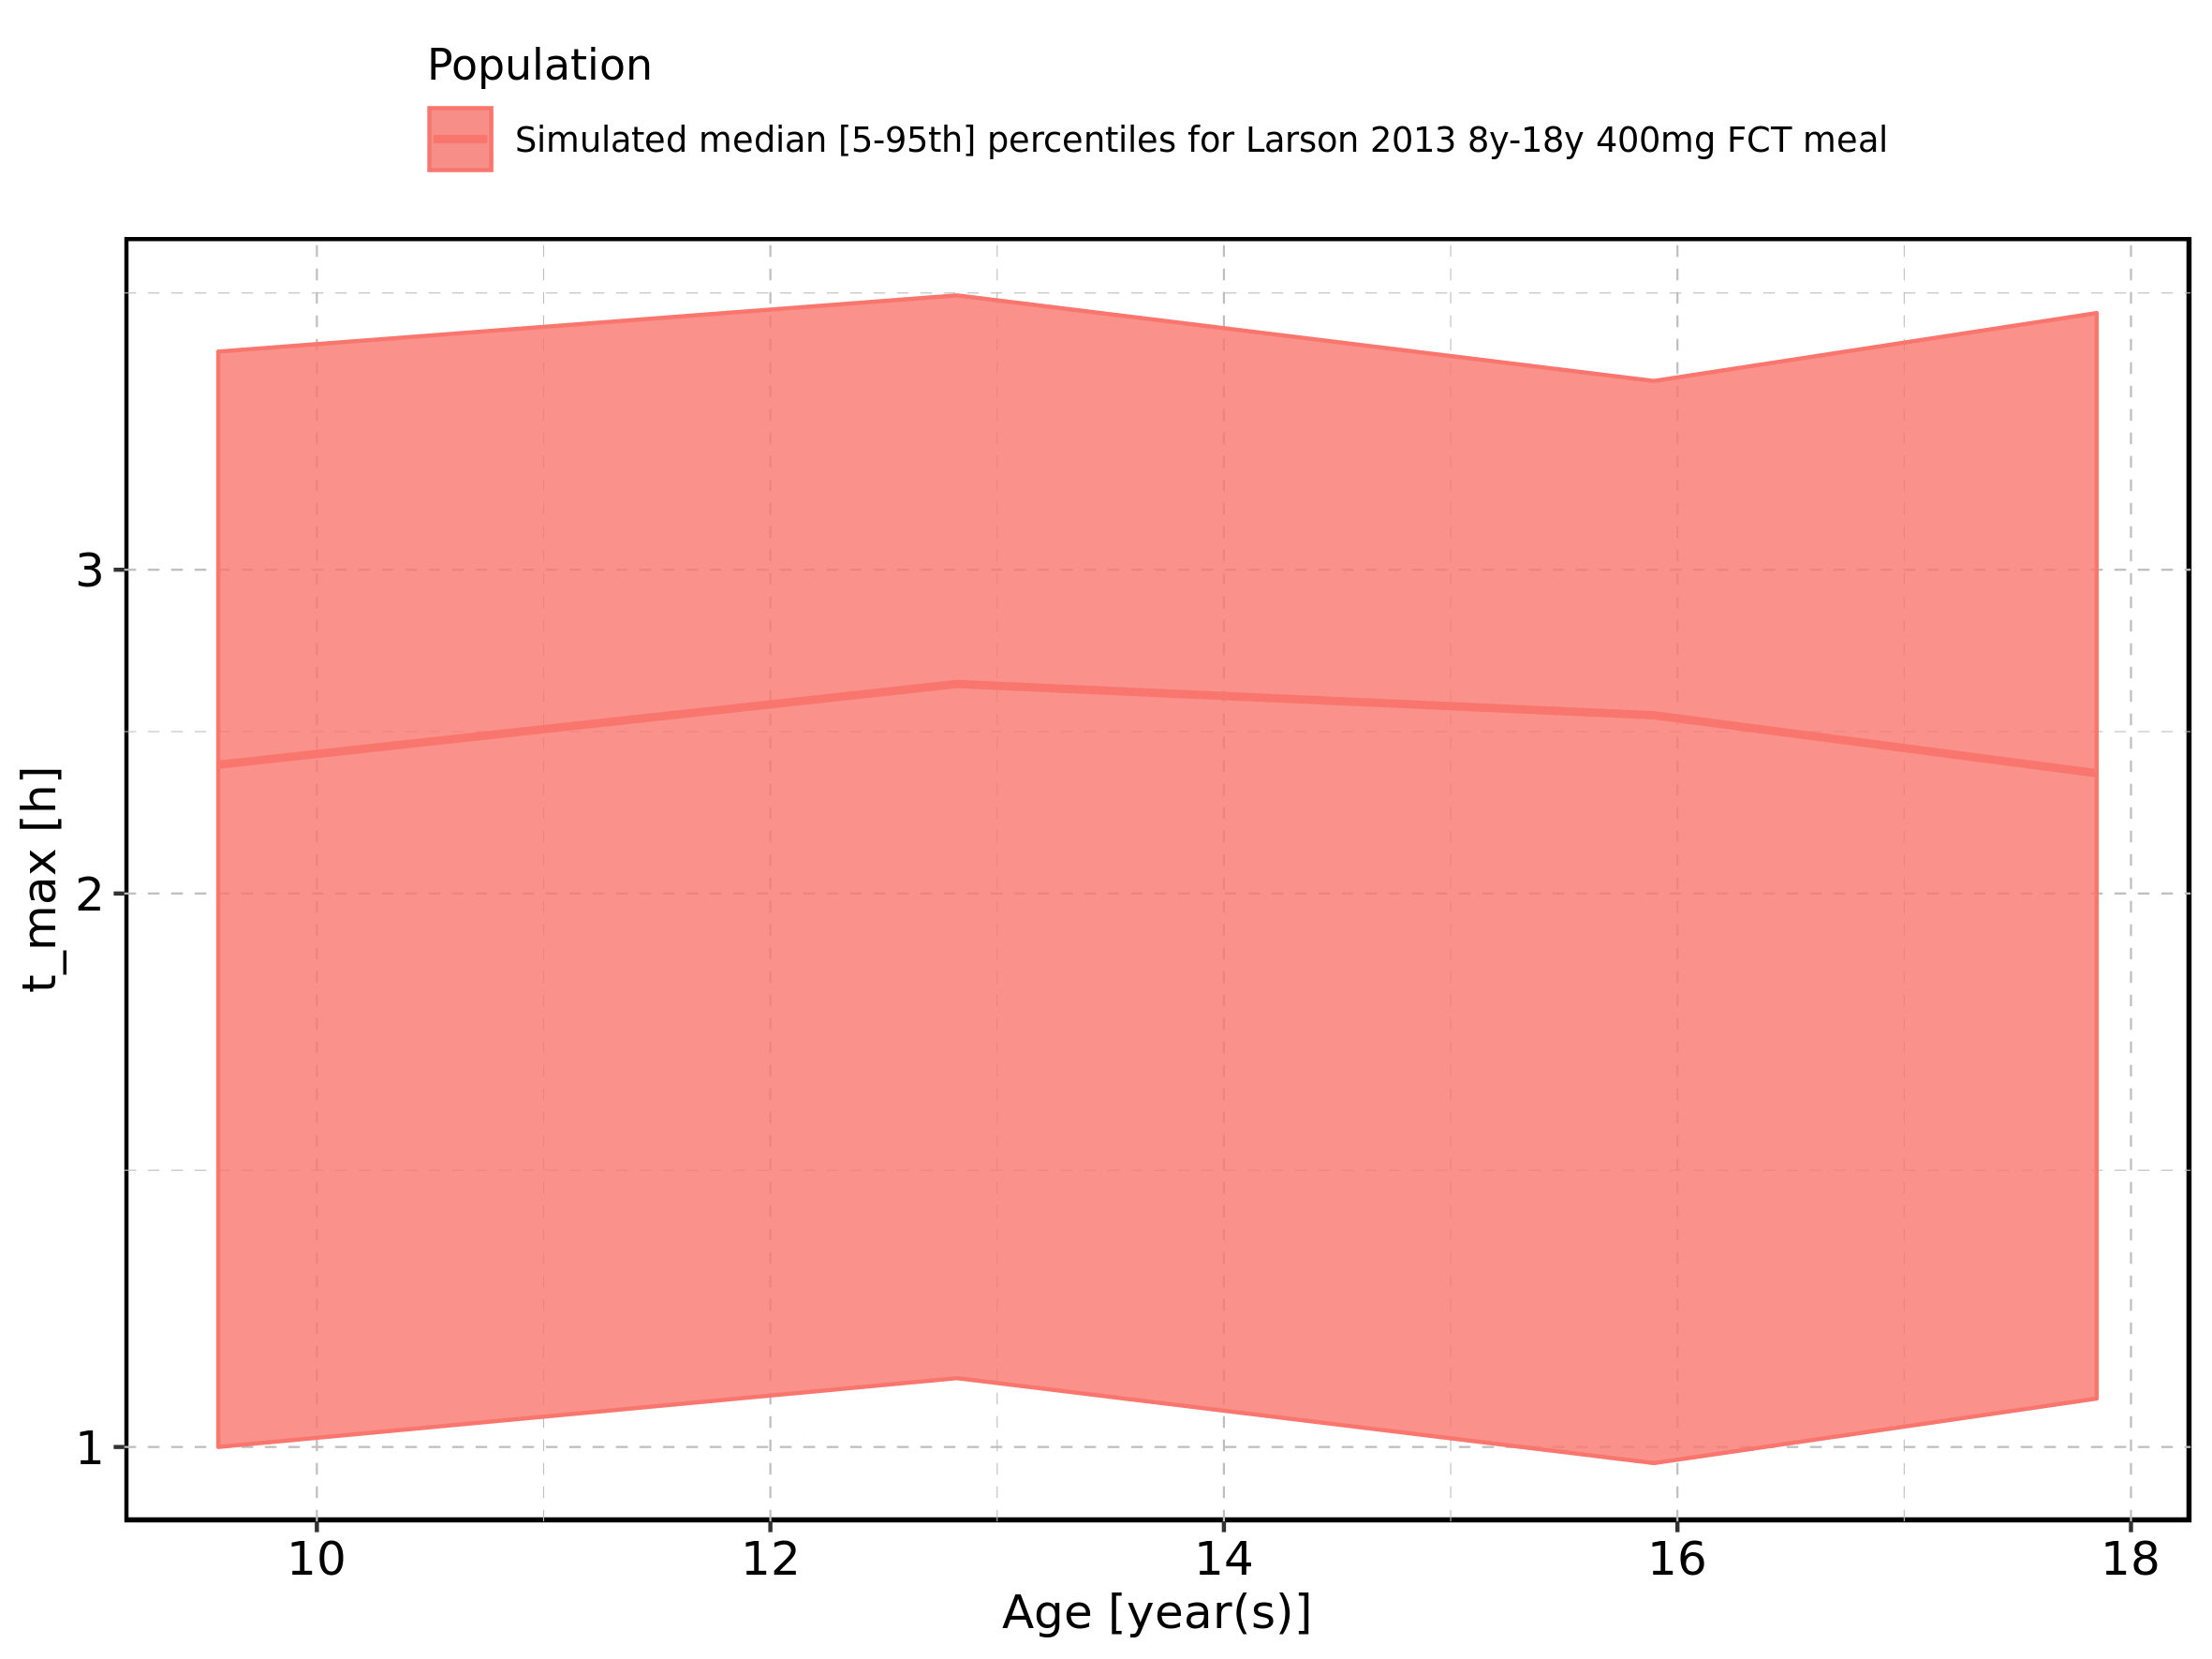 Population
Simulated median [5-95th] percentiles for Larson 2013 8y-18y 400mg FCT meal
3
2
1
t_max [h]
10 12 14 16 18
Age [year(s)]